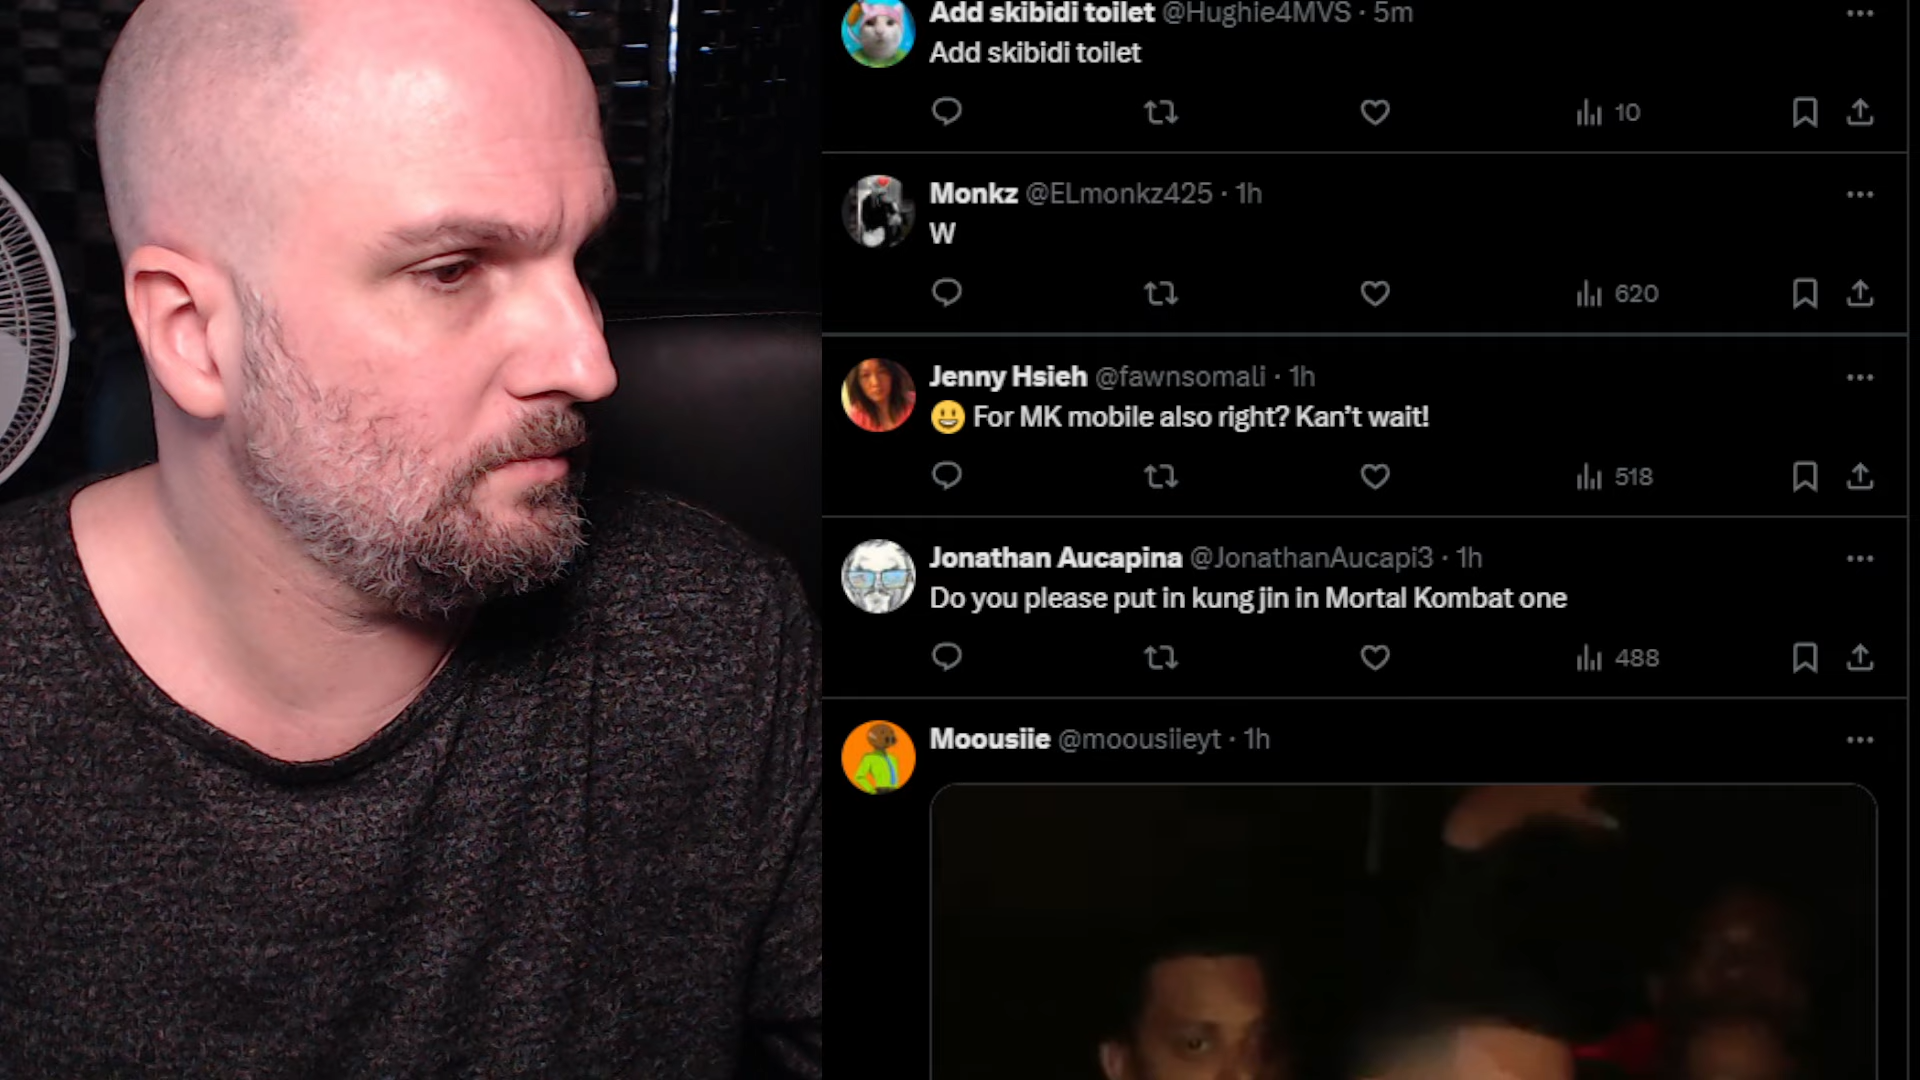 Add skibidi toilet @Hughie4MVS · 5m
Add skibidi toilet
10
Monkz @ELmonkz425 · 1h
W
620
Jenny Hsieh @fawnsomali · 1h
😃 For MK mobile also right? Kan't wait!
518
Jonathan Aucapina @JonathanAucapi3 · 1h
Do you please put in kung jin in Mortal Kombat one
488
Moousiie @moousiieyt · 1h